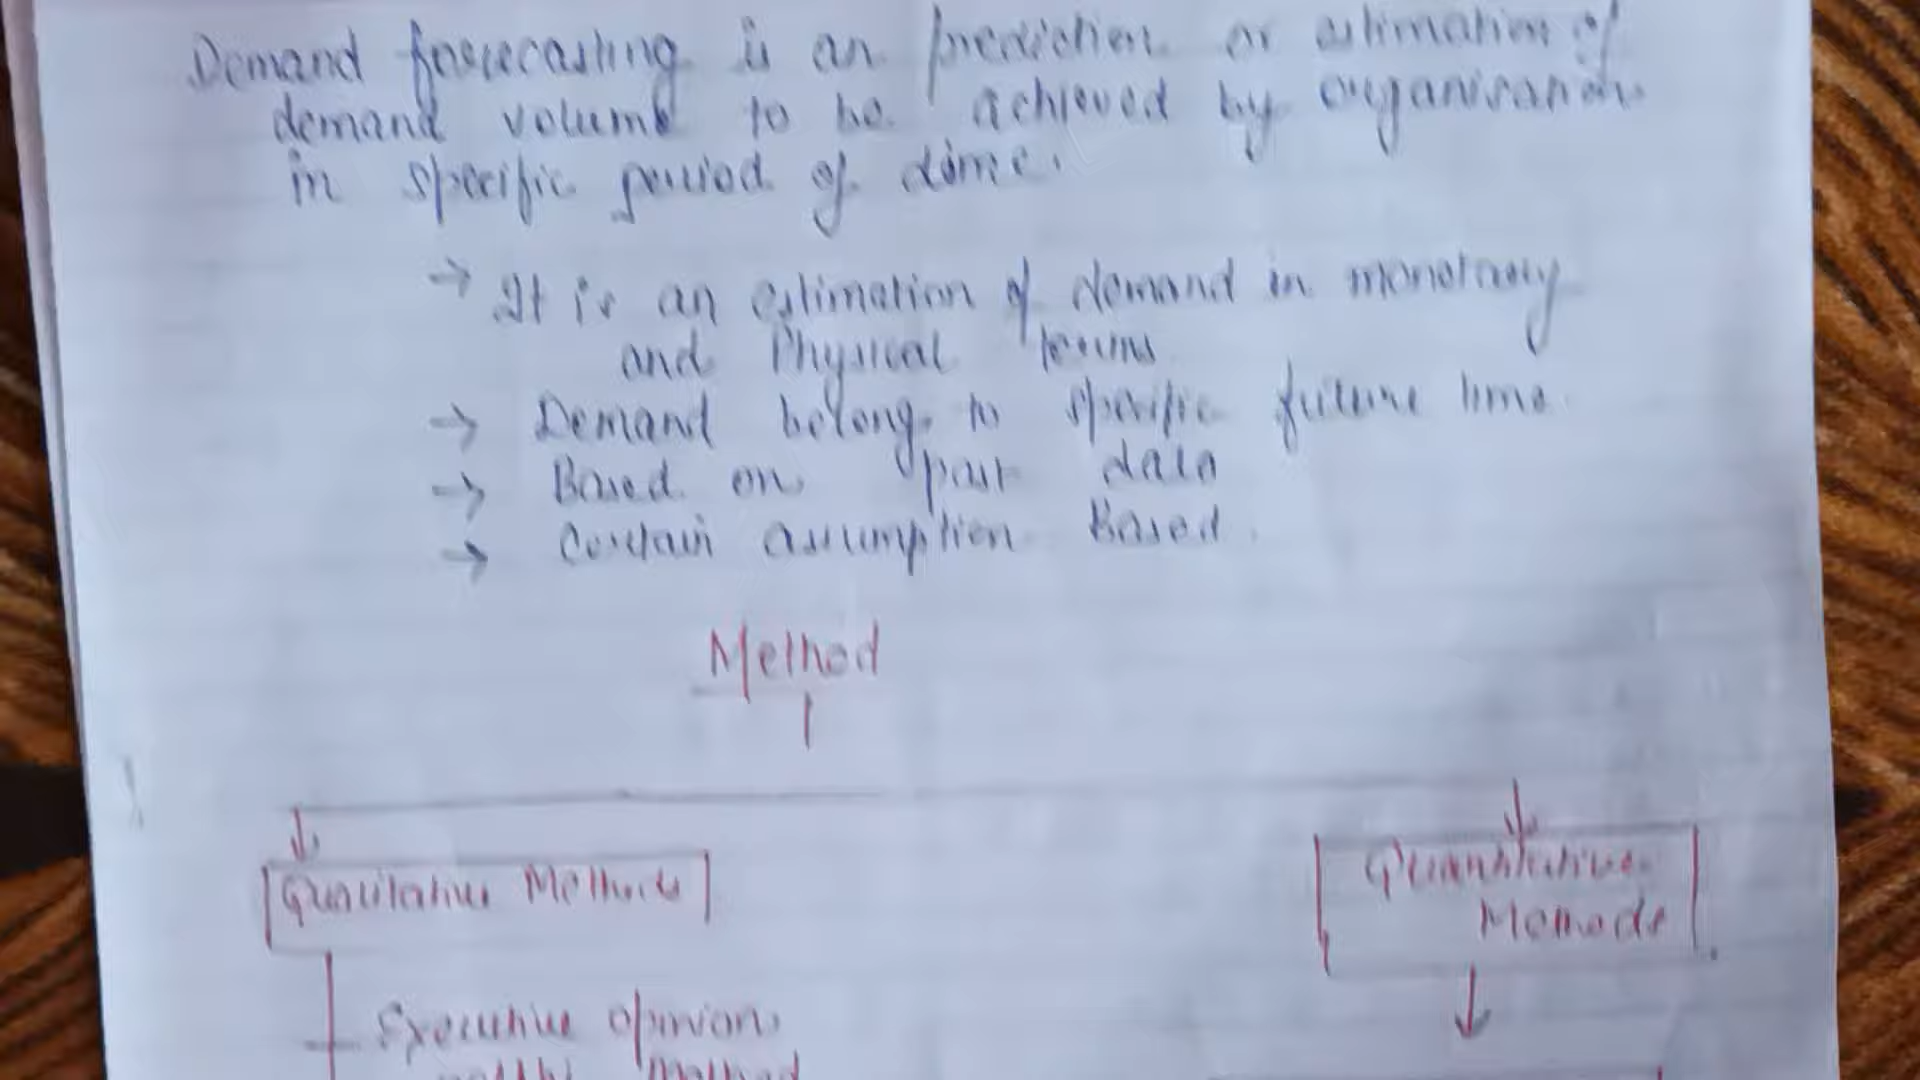 Demand forecasting is an prediction or estimation of
demand volume to be achieved by organisation
in specific period of time.
→ It is an estimation of demand in monetary
and Physical terms
→ Demand belong to specific future time.
→ Based on past data
→ Certain assumption Based.
Method
Qualitative Methods
Quantitative
Methods
Executive opinion
Method